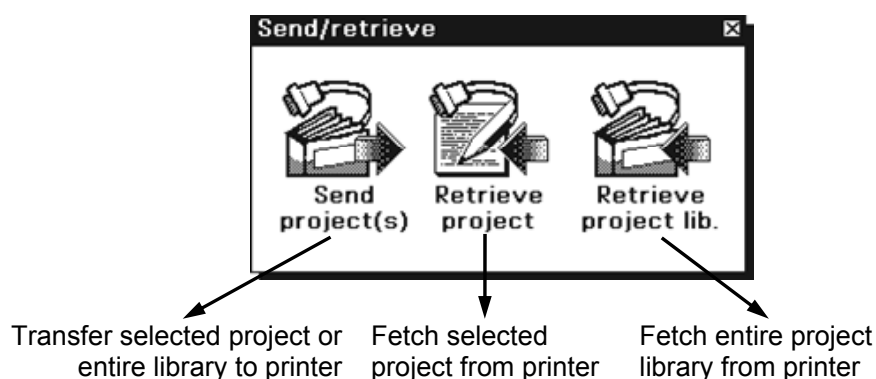 Send/retrieve
Send
project(s)
Retrieve
project
Retrieve
project lib.
Transfer selected project or
entire library to printer
Fetch selected
project from printer
Fetch entire project
library from printer